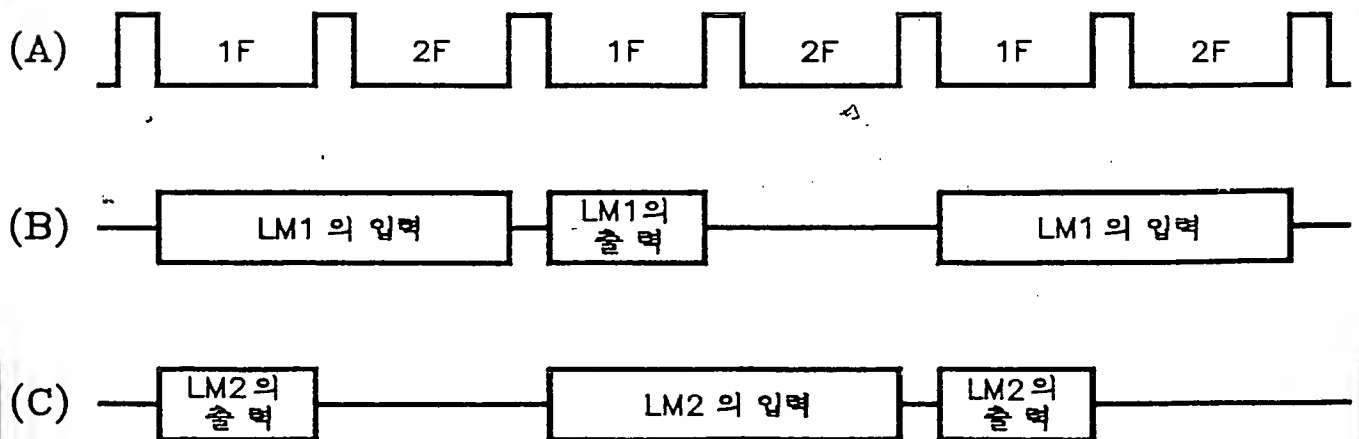 (A) 1F 2F 1F 2F 1F 2F
(B) LM1 의 입력 LM1의 출력 LM1 의 입력
(C) LM2의 출력 LM2 의 입력 LM2의 출력